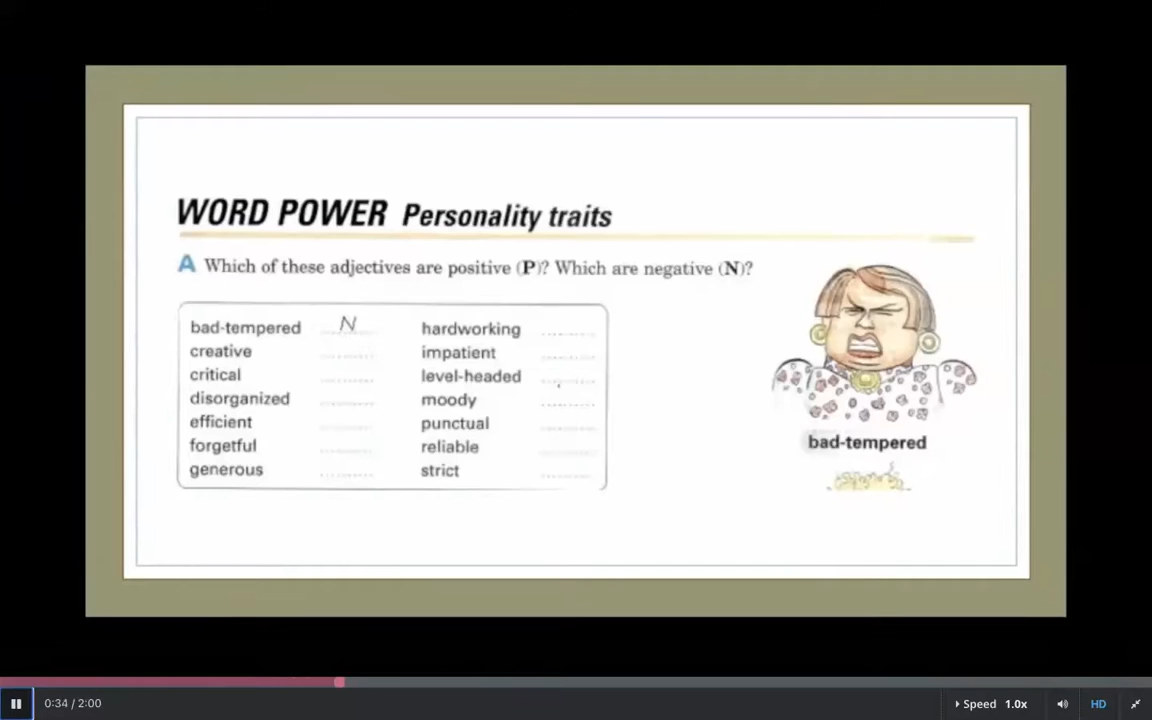 WORD POWER Personality traits
A Which of these adjectives are positive (P)? Which are negative (N)?
bad-tempered N
creative
critical
disorganized
efficient
forgetful
generous
hardworking
impatient
level-headed
moody
punctual
reliable
strict
bad-tempered
0:34 / 2:00
Speed 1.0x
HD